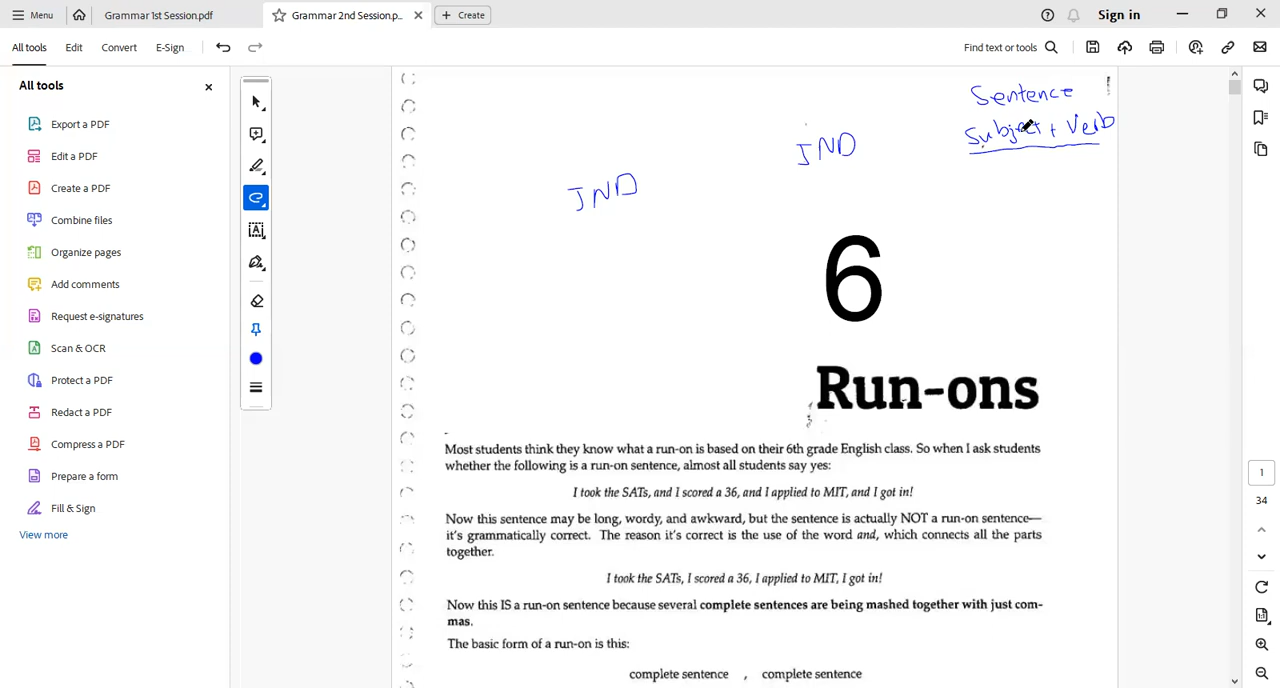 Menu
Grammar 1st Session.pdf
Grammar 2nd Session.p...
Create
Sign in
All tools
Edit
Convert
E-Sign
Find text or tools
All tools
Export a PDF
Edit a PDF
Create a PDF
Combine files
Organize pages
Add comments
Request e-signatures
Scan & OCR
Protect a PDF
Redact a PDF
Compress a PDF
Prepare a form
Fill & Sign
View more
Sentence
Subject + Verb
IND
IND
6
Run-ons
Most students think they know what a run-on is based on their 6th grade English class. So when I ask students
whether the following is a run-on sentence, almost all students say yes:
I took the SATs, and I scored a 36, and I applied to MIT, and I got in!
Now this sentence may be long, wordy, and awkward, but the sentence is actually NOT a run-on sentence—
it's grammatically correct. The reason it's correct is the use of the word and, which connects all the parts
together.
I took the SATs, I scored a 36, I applied to MIT, I got in!
Now this IS a run-on sentence because several complete sentences are being mashed together with just com-
mas.
The basic form of a run-on is this:
complete sentence , complete sentence
1
34